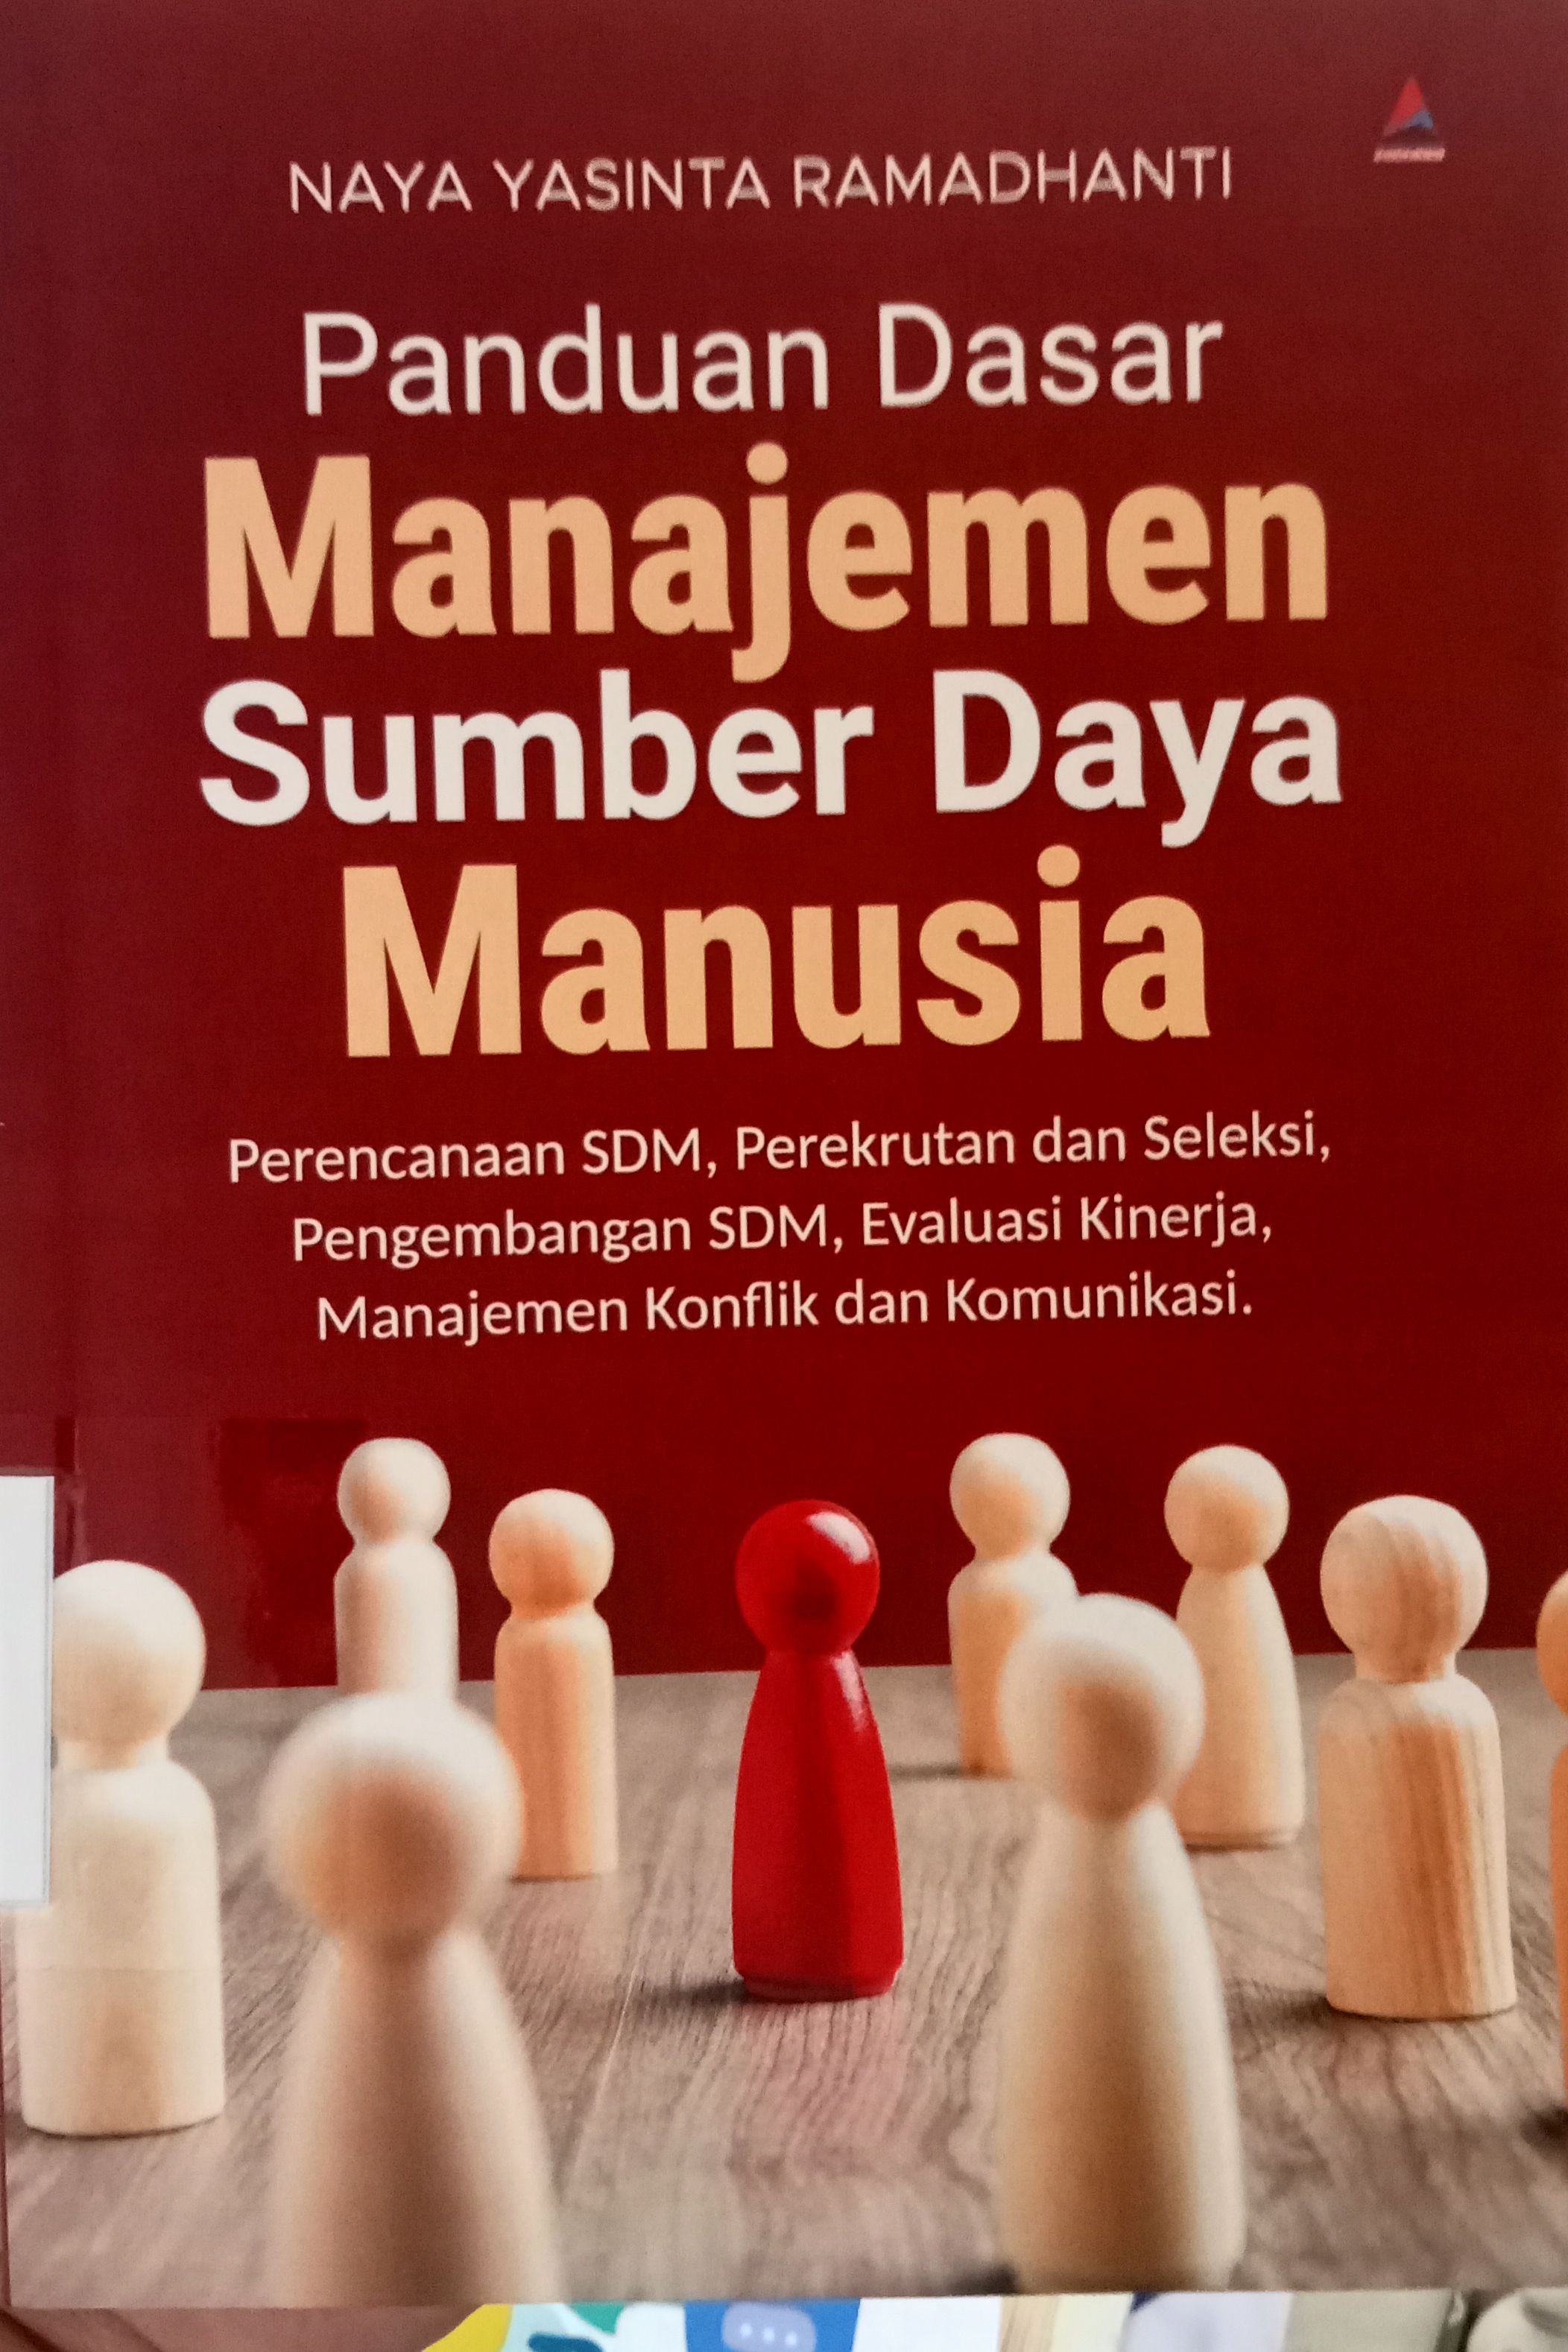 NAYA YASINTA RAMADHANTI
Panduan Dasar
Manajemen
Sumber Daya
Manusia
Perencanaan SDM, Perekrutan dan Seleksi,
Pengembangan SDM, Evaluasi Kinerja,
Manajemen Konflik dan Komunikasi.